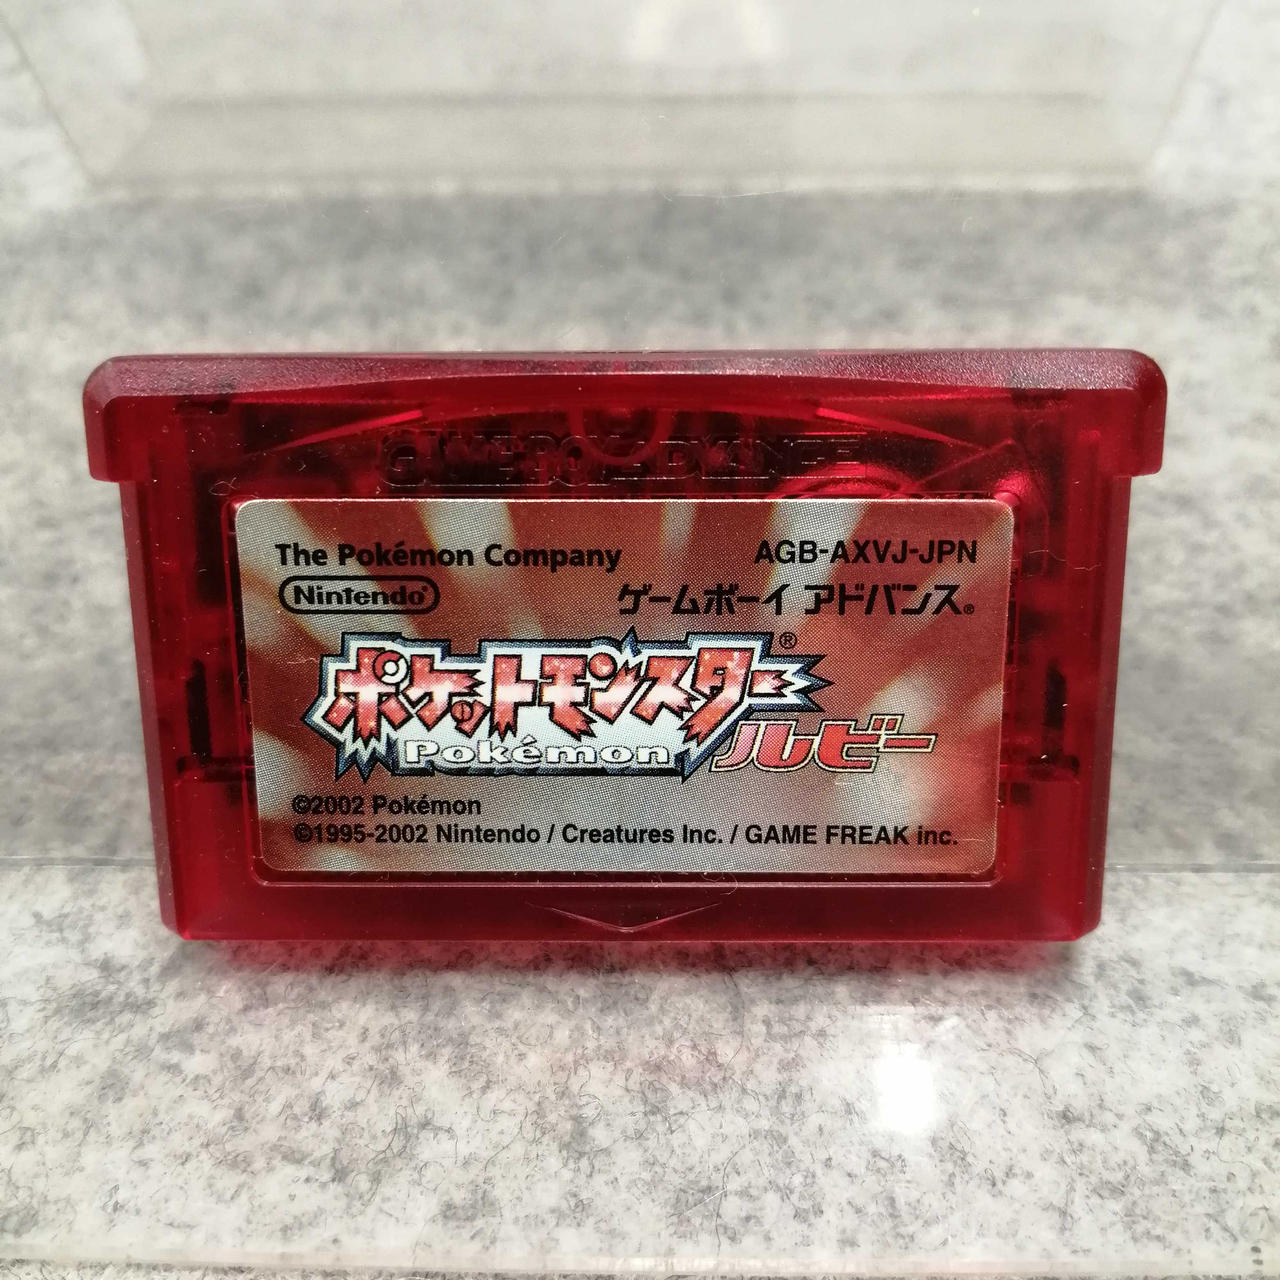 GAME BOY ADVANCE
The Pokémon Company
AGB-AXVJ-JPN
Nintendo®
ゲームボーイ アドバンス®
ポケットモンスター®
Pokémon
ルビー
©2002 Pokémon
©1995-2002 Nintendo / Creatures Inc. / GAME FREAK inc.